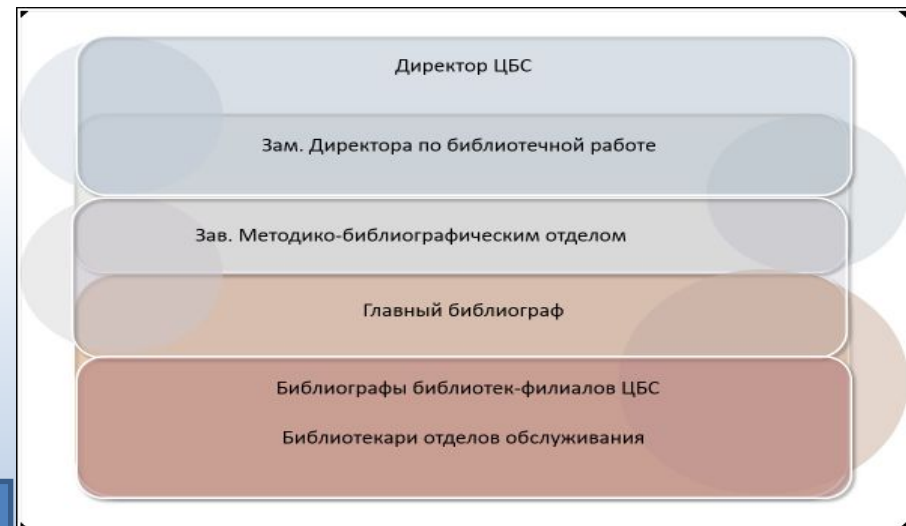 Директор ЦБС
Зам. Директора по библиотечной работе
Зав. Методико-библиографическим отделом
Главный библиограф
Библиографы библиотек-филиалов ЦБС
Библиотекари отделов обслуживания